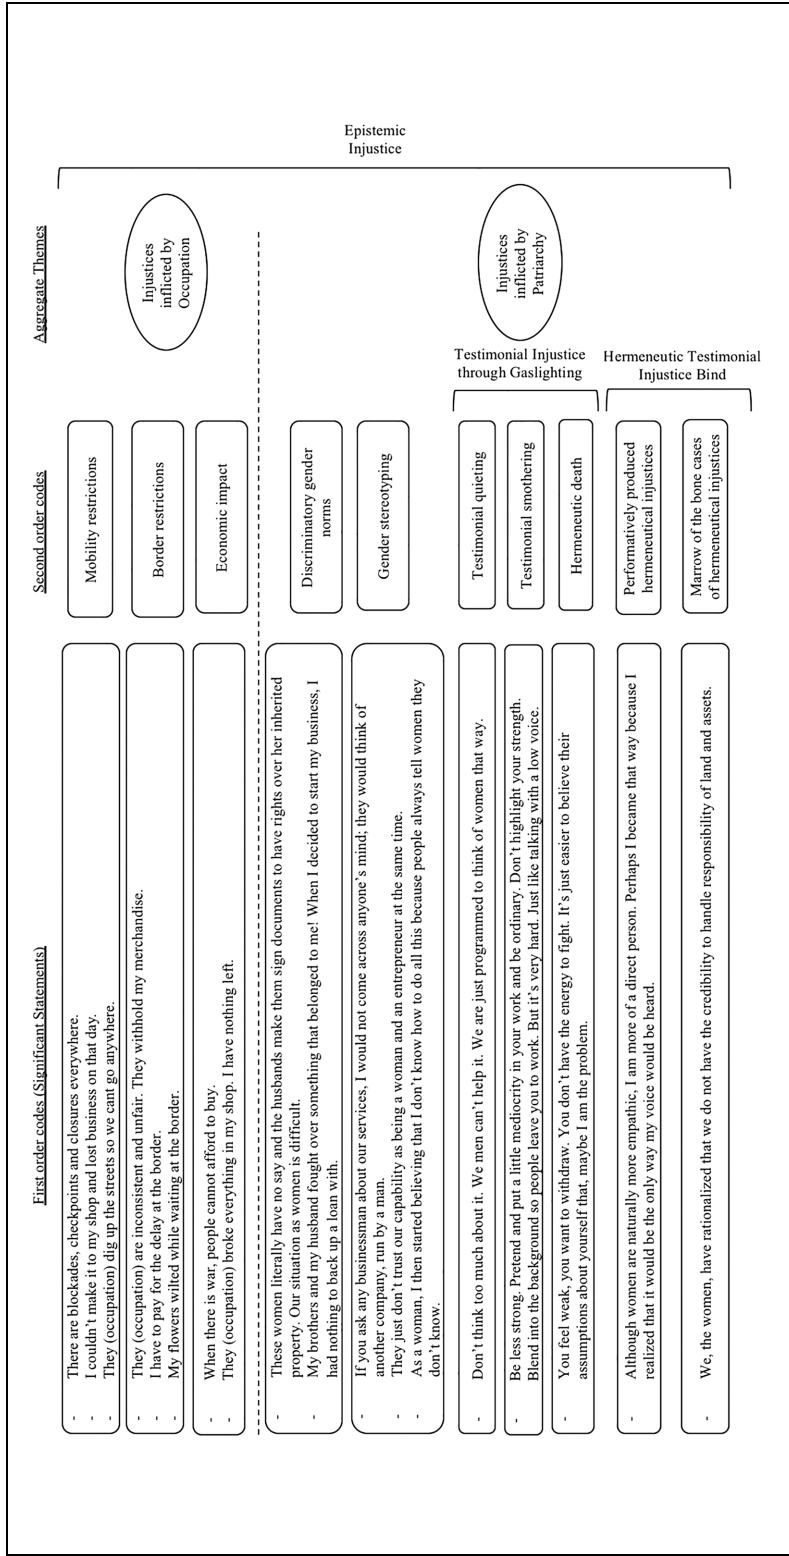 First order codes (Significant Statements)
Second order codes
Aggregate Themes
- There are blockades, checkpoints and closures everywhere.
- I couldn't make it to my shop and lost business on that day.
- They (occupation) dig up the streets so we cant go anywhere.
Mobility restrictions
- They (occupation) are inconsistent and unfair. They withhold my merchandise.
- I have to pay for the delay at the border.
- My flowers wilted while waiting at the border.
Border restrictions
- When there is war, people cannot afford to buy.
- They (occupation) broke everything in my shop. I have nothing left.
Economic impact
Injustices
inflicted by
Occupation
- These women literally have no say and the husbands make them sign documents to have rights over her inherited
property. Our situation as women is difficult.
- My brothers and my husband fought over something that belonged to me! When I decided to start my business, I
had nothing to back up a loan with.
Discriminatory gender
norms
- If you ask any businessman about our services, I would not come across anyone's mind; they would think of
another company, run by a man.
- They just don't trust our capability as being a woman and an entrepreneur at the same time.
- As a woman, I then started believing that I don't know how to do all this because people always tell women they
don't know.
Gender stereotyping
- Don't think too much about it. We men can't help it. We are just programmed to think of women that way.
Testimonial quieting
- Be less strong. Pretend and put a little mediocrity in your work and be ordinary. Don't highlight your strength.
Blend into the background so people leave you to work. But it's very hard. Just like talking with a low voice.
Testimonial smothering
- You feel weak, you want to withdraw. You don't have the energy to fight. It's just easier to believe their
assumptions about yourself that, maybe I am the problem.
Hermeneutic death
Testimonial Injustice
through Gaslighting
- Although women are naturally more empathic, I am more of a direct person. Perhaps I became that way because I
realized that it would be the only way my voice would be heard.
Performatively produced
hermeneutical injustices
- We, the women, have rationalized that we do not have the credibility to handle responsibility of land and assets.
Marrow of the bone cases
of hermeneutical injustices
Hermeneutic Testimonial
Injustice Bind
Injustices
inflicted by
Patriarchy
Epistemic
Injustice